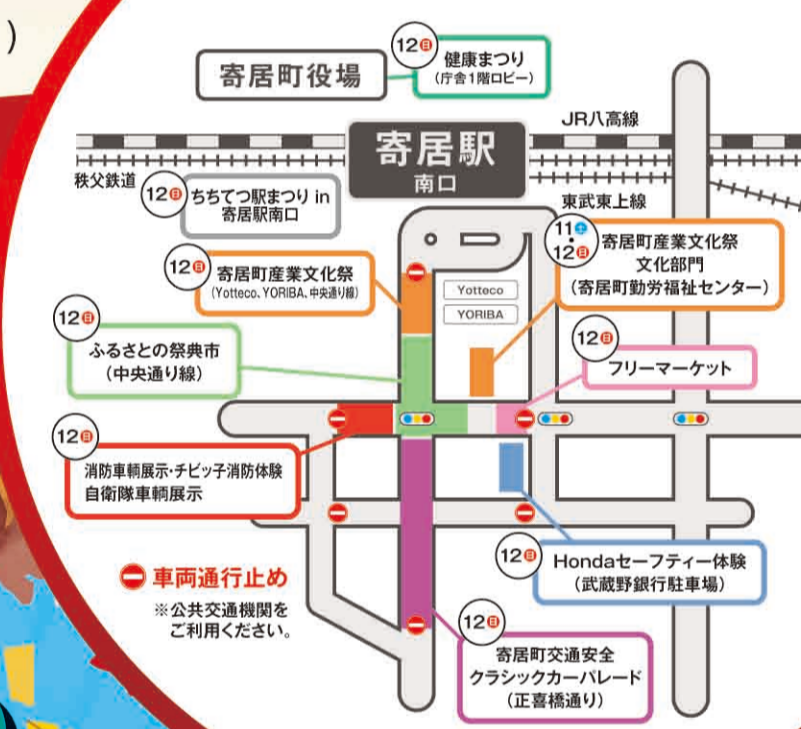 )
寄居町役場
12日
健康まつり
(庁舎1階ロビー)
JR八高線
寄居駅
南口
秩父鉄道
東武東上線
12日
ちちてつ駅まつり in
寄居駅南口
11土・12日
寄居町産業文化祭
文化部門
(寄居町勤労福祉センター)
12日
寄居町産業文化祭
(Yotteco、YORIBA、中央通り線)
Yotteco
YORIBA
12日
ふるさとの祭典市
(中央通り線)
12日
フリーマーケット
12日
消防車輌展示・チビッ子消防体験
自衛隊車輌展示
12日
Hondaセーフティー体験
(武蔵野銀行駐車場)
車両通行止め
※公共交通機関を
ご利用ください。
12日
寄居町交通安全
クラシックカーパレード
(正喜橋通り)